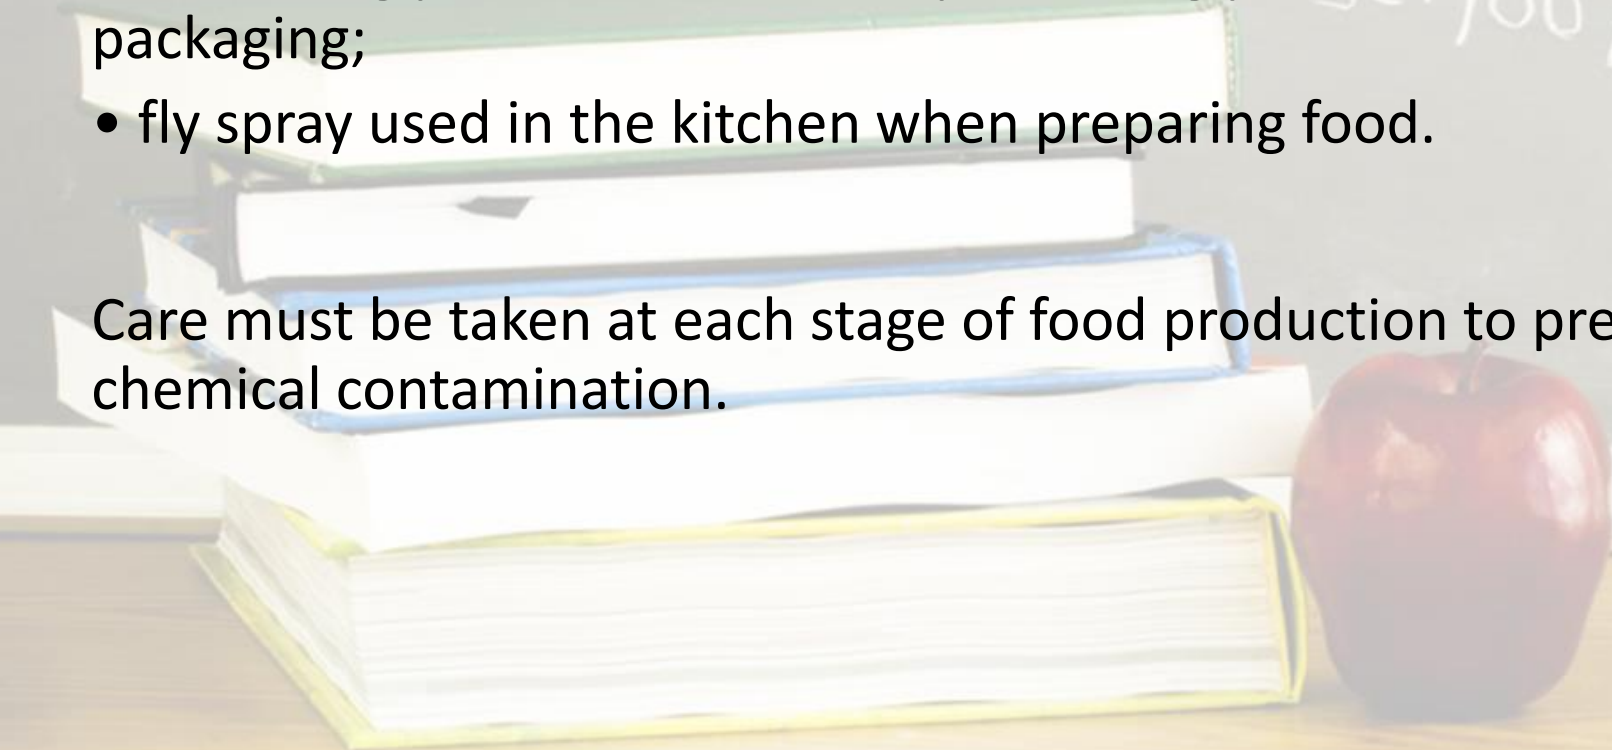 packaging;
• fly spray used in the kitchen when preparing food.
Care must be taken at each stage of food production to pre
chemical contamination.